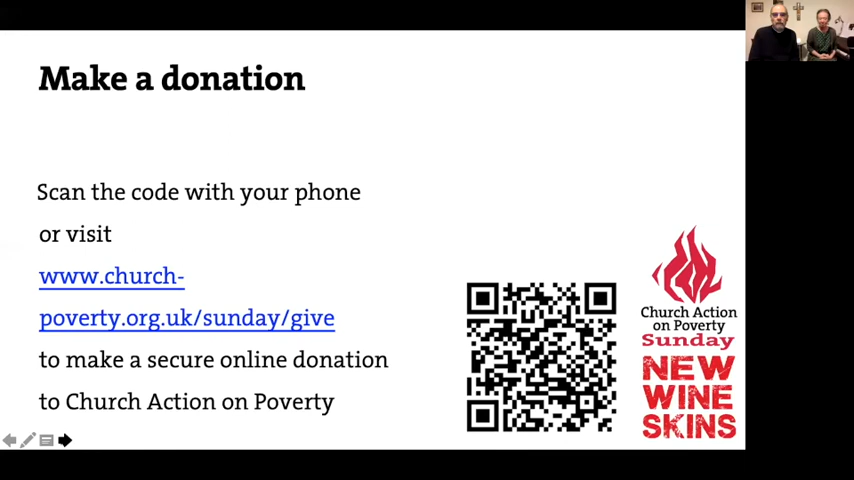 Make a donation
Scan the code with your phone
or visit
www.church-
poverty.org.uk/sunday/give
to make a secure online donation
to Church Action on Poverty
Church Action
on Poverty
Sunday
NEW
WINE
SKINS